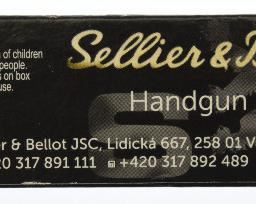 n of children
people.
s on box
use.
Sellier & B
Handgun
r & Bellot JSC, Lidická 667, 258 01 V
20 317 891 111 +420 317 892 489